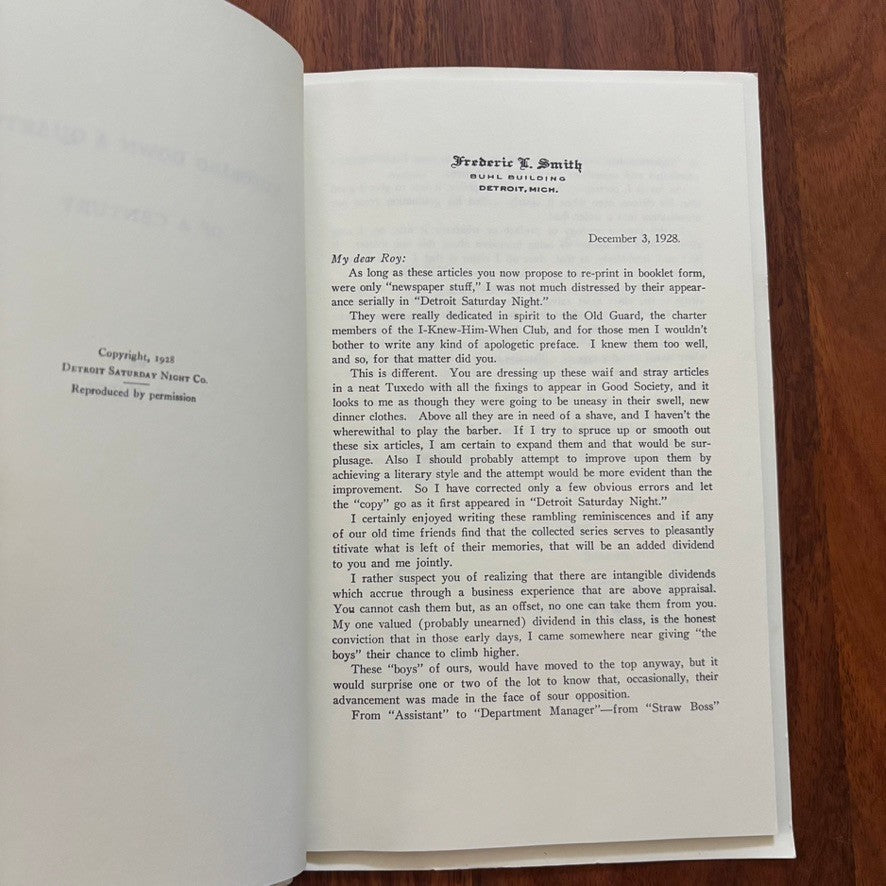 Copyright, 1928
Detroit Saturday Night Co.
Reproduced by permission
Frederic L. Smith
BUHL BUILDING
DETROIT, MICH.
December 3, 1928.
My dear Roy:
As long as these articles you now propose to re-print in booklet form,
were only "newspaper stuff," I was not much distressed by their appear-
ance serially in "Detroit Saturday Night."
They were really dedicated in spirit to the Old Guard, the charter
members of the I-Knew-Him-When Club, and for those men I wouldn't
bother to write any kind of apologetic preface. I knew them too well,
and so, for that matter did you.
This is different. You are dressing up these waif and stray articles
in a neat Tuxedo with all the fixings to appear in Good Society, and it
looks to me as though they were going to be uneasy in their swell, new
dinner clothes. Above all they are in need of a shave, and I haven't the
wherewithal to play the barber. If I try to spruce up or smooth out
these six articles, I am certain to expand them and that would be sur-
plusage. Also I should probably attempt to improve upon them by
achieving a literary style and the attempt would be more evident than the
improvement. So I have corrected only a few obvious errors and let
the "copy" go as it first appeared in "Detroit Saturday Night."
I certainly enjoyed writing these rambling reminiscences and if any
of our old time friends find that the collected series serves to pleasantly
titivate what is left of their memories, that will be an added dividend
to you and me jointly.
I rather suspect you of realizing that there are intangible dividends
which accrue through a business experience that are above appraisal.
You cannot cash them but, as an offset, no one can take them from you.
My one valued (probably unearned) dividend in this class, is the honest
conviction that in those early days, I came somewhere near giving "the
boys" their chance to climb higher.
These "boys" of ours, would have moved to the top anyway, but it
would surprise one or two of the lot to know that, occasionally, their
advancement was made in the face of sour opposition.
From "Assistant" to "Department Manager"—from "Straw Boss"